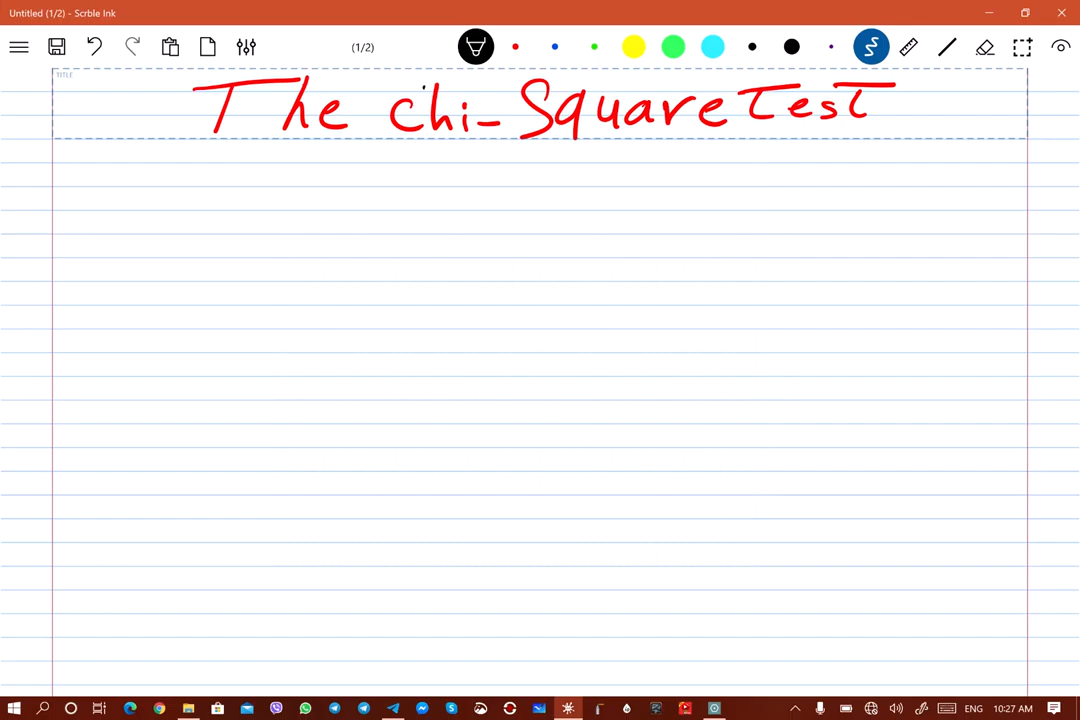 Untitled (1/2) - Scrble Ink
(1/2)
TITLE
The chi-Square Test
ENG
10:27 AM